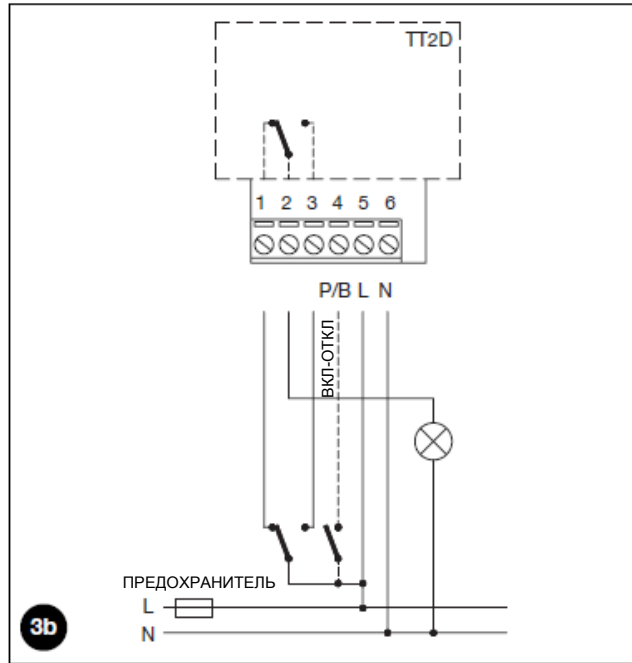 TT2D
1 2 3 4 5 6
P/B L N
ВКЛ-ОТКЛ
ПРЕДОХРАНИТЕЛЬ
L
N
3b